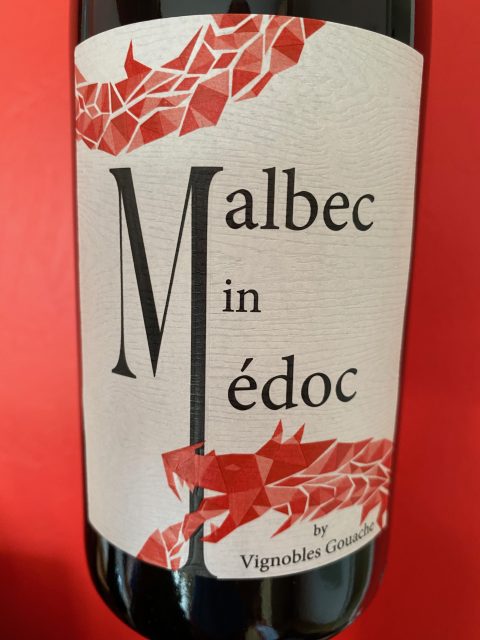 Malbec
in
Médoc
by
Vignobles Gouache